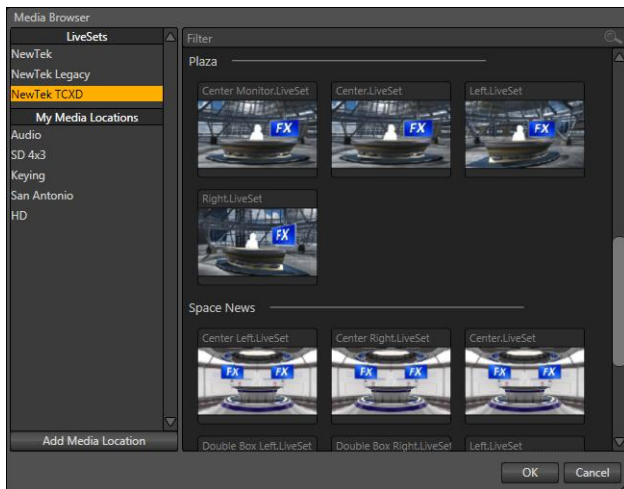 Media Browser
LiveSets
NewTek
NewTek Legacy
NewTek TCXD
My Media Locations
Audio
SD 4x3
Keying
San Antonio
HD
Add Media Location
Filter
Plaza
Center Monitor.LiveSet
Center.LiveSet
Left.LiveSet
FX
FX
FX
Right.LiveSet
FX
Space News
Center Left.LiveSet
Center Right.LiveSet
Center.LiveSet
FX FX
FX FX
FX FX
Double Box Left.LiveSet
Double Box Right.LiveSet
Left.LiveSet
OK
Cancel